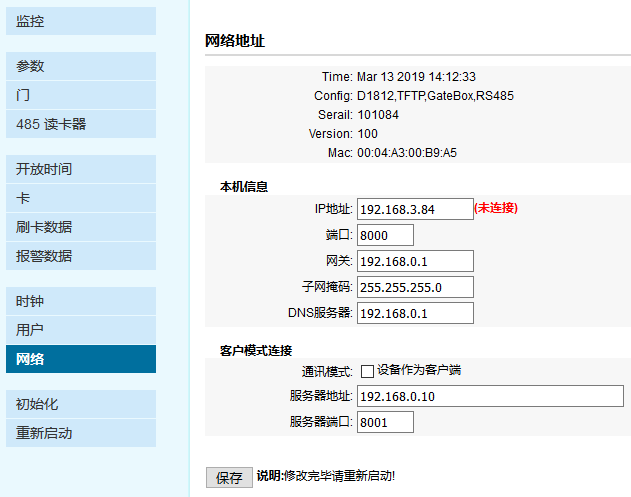 监控
参数
门
485 读卡器
开放时间
卡
刷卡数据
报警数据
时钟
用户
网络
初始化
重新启动
网络地址
Time: Mar 13 2019 14:12:33
Config: D1812,TFTP,GateBox,RS485
Serail: 101084
Version: 100
Mac: 00:04:A3:00:B9:A5
本机信息
IP地址: 192.168.3.84 (未连接)
端口: 8000
网关: 192.168.0.1
子网掩码: 255.255.255.0
DNS服务器: 192.168.0.1
客户模式连接
通讯模式: 设备作为客户端
服务器地址: 192.168.0.10
服务器端口: 8001
保存 说明:修改完毕请重新启动!